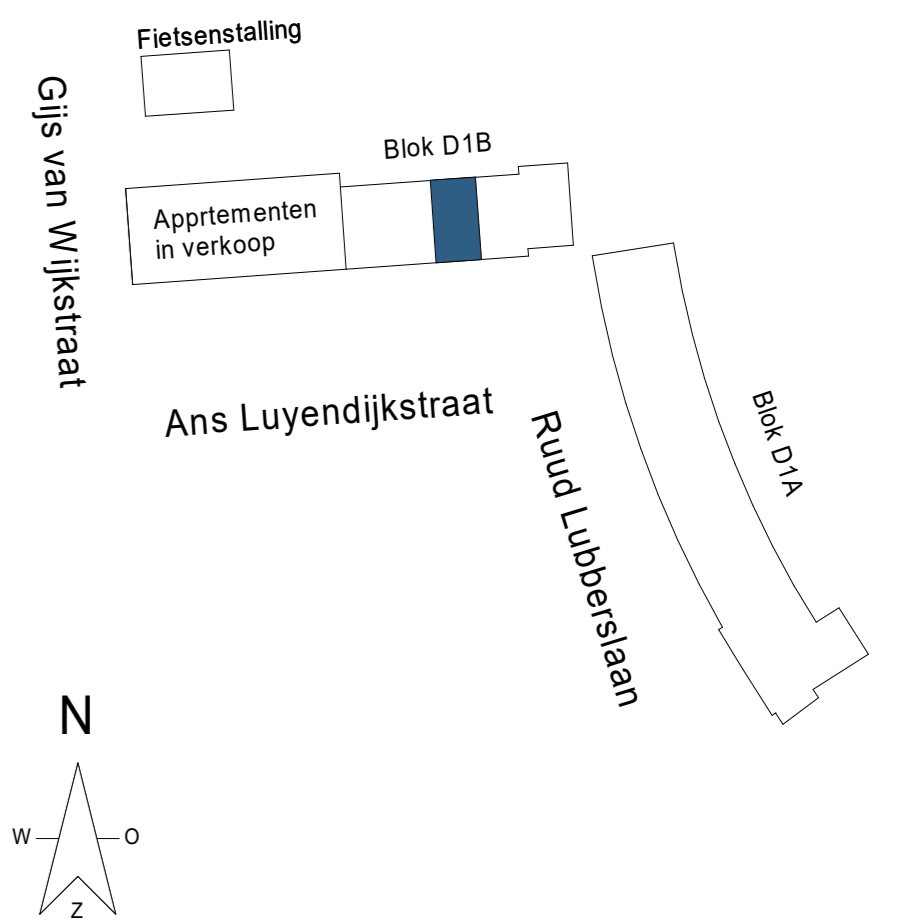 Fietsenstalling
Gijs van Wijkstraat
Blok D1B
Apprtementen
in verkoop
Ans Luyendijkstraat
Ruud Lubberslaan
Blok D1A
N
W
O
Z